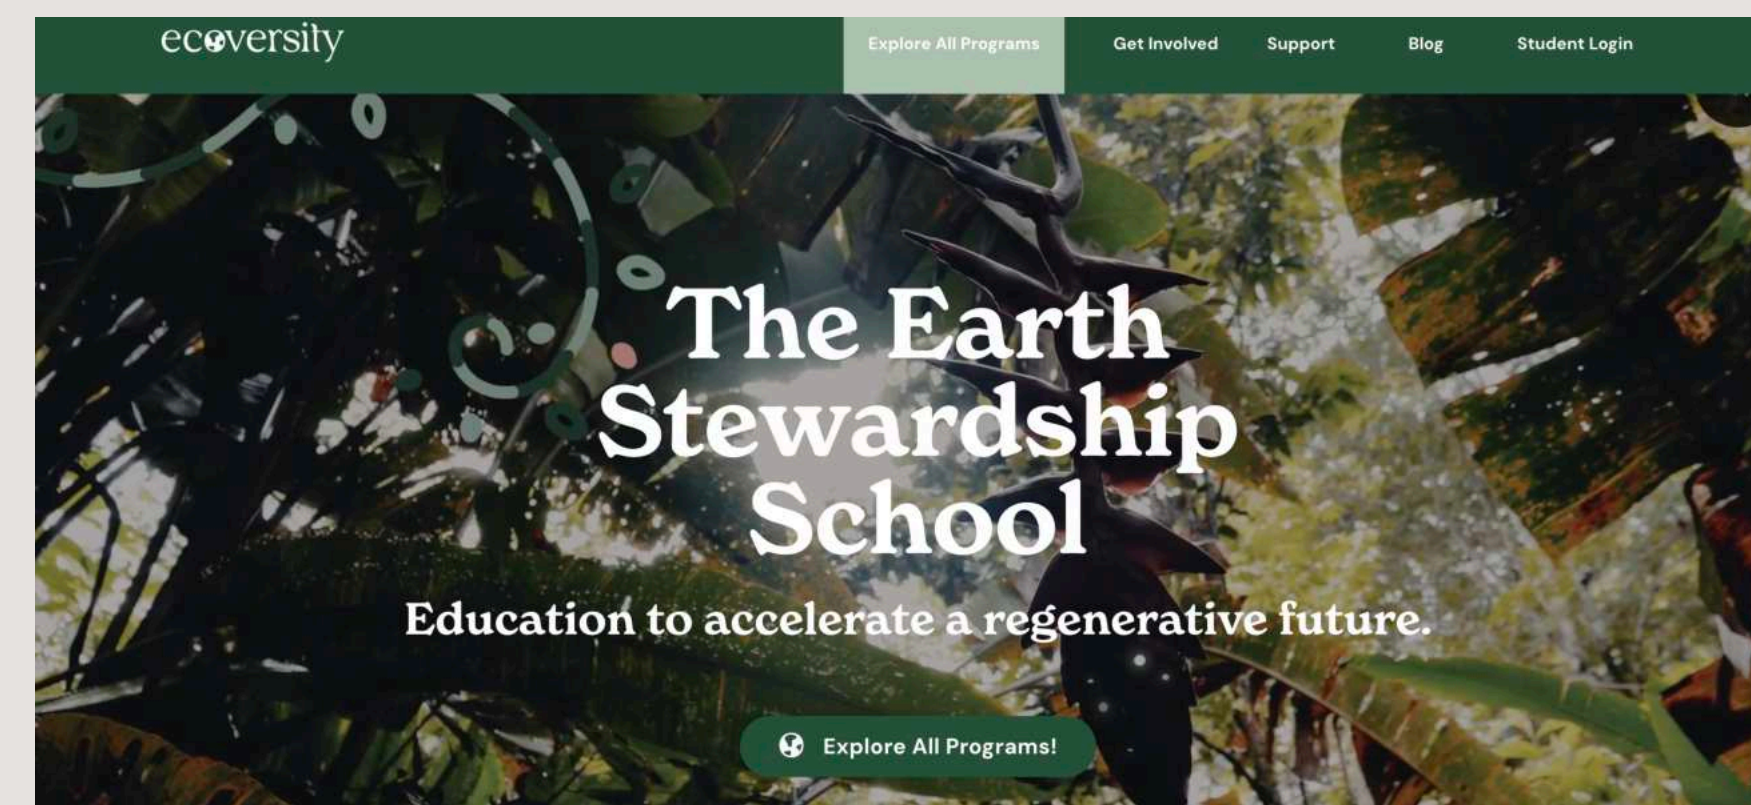 ecoversity
Explore All Programs
Get Involved
Support
Blog
Student Login
The Earth
Stewardship
School
Education to accelerate a regenerative future.
Explore All Programs!